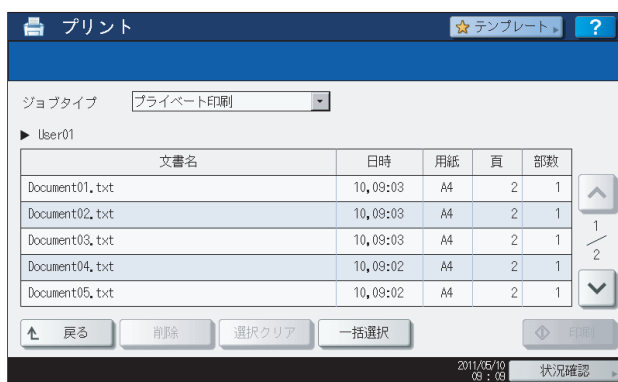 プリント
テンプレート
?
ジョブタイプ プライベート印刷
▶ User01
文書名 日時 用紙 頁 部数
Document01.txt 10,09:03 A4 2 1
Document02.txt 10,09:03 A4 2 1
Document03.txt 10,09:03 A4 2 1
Document04.txt 10,09:02 A4 2 1
Document05.txt 10,09:02 A4 2 1
1/2
戻る 削除 選択クリア 一括選択 印刷
2011/05/10
09:09
状況確認